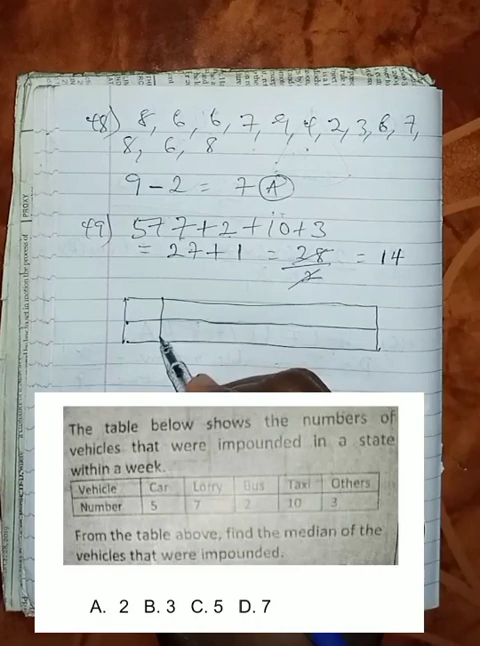 48) 8, 6, 6, 7, 9, 4, 2, 3, 6, 7,
8, 6, 8
9 - 2 = 7 A
49) 5 7 7 + 2 + 10 + 3
= 27 + 1 = 28/2 = 14
PROXY
The table below shows the numbers of
vehicles that were impounded in a state
within a week.
Vehicle Car Lorry Bus Taxi Others
Number 5 7 2 10 3
From the table above, find the median of the
vehicles that were impounded.
A. 2 B. 3 C. 5 D. 7